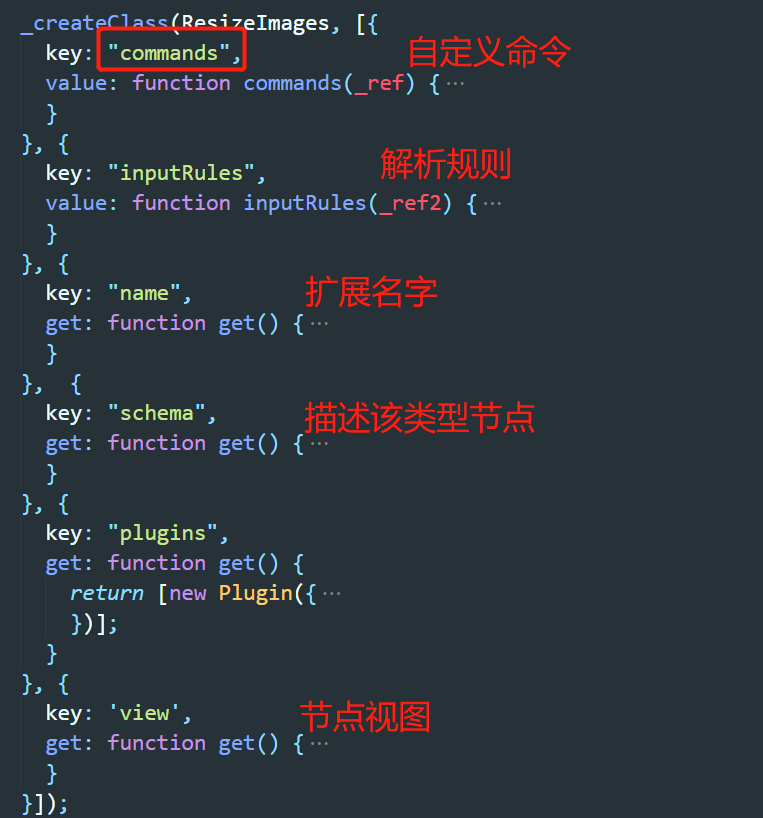 _createClass(ResizeImages, [{
key: "commands", 自定义命令
value: function commands(_ref) {···
}
}, {
key: "inputRules", 解析规则
value: function inputRules(_ref2) {···
}
}, {
key: "name", 扩展名字
get: function get() {···
}
}, {
key: "schema", 描述该类型节点
get: function get() {···
}
}, {
key: "plugins",
get: function get() {
return [new Plugin({···
})];
}
}, {
key: 'view', 节点视图
get: function get() {···
}
}]);